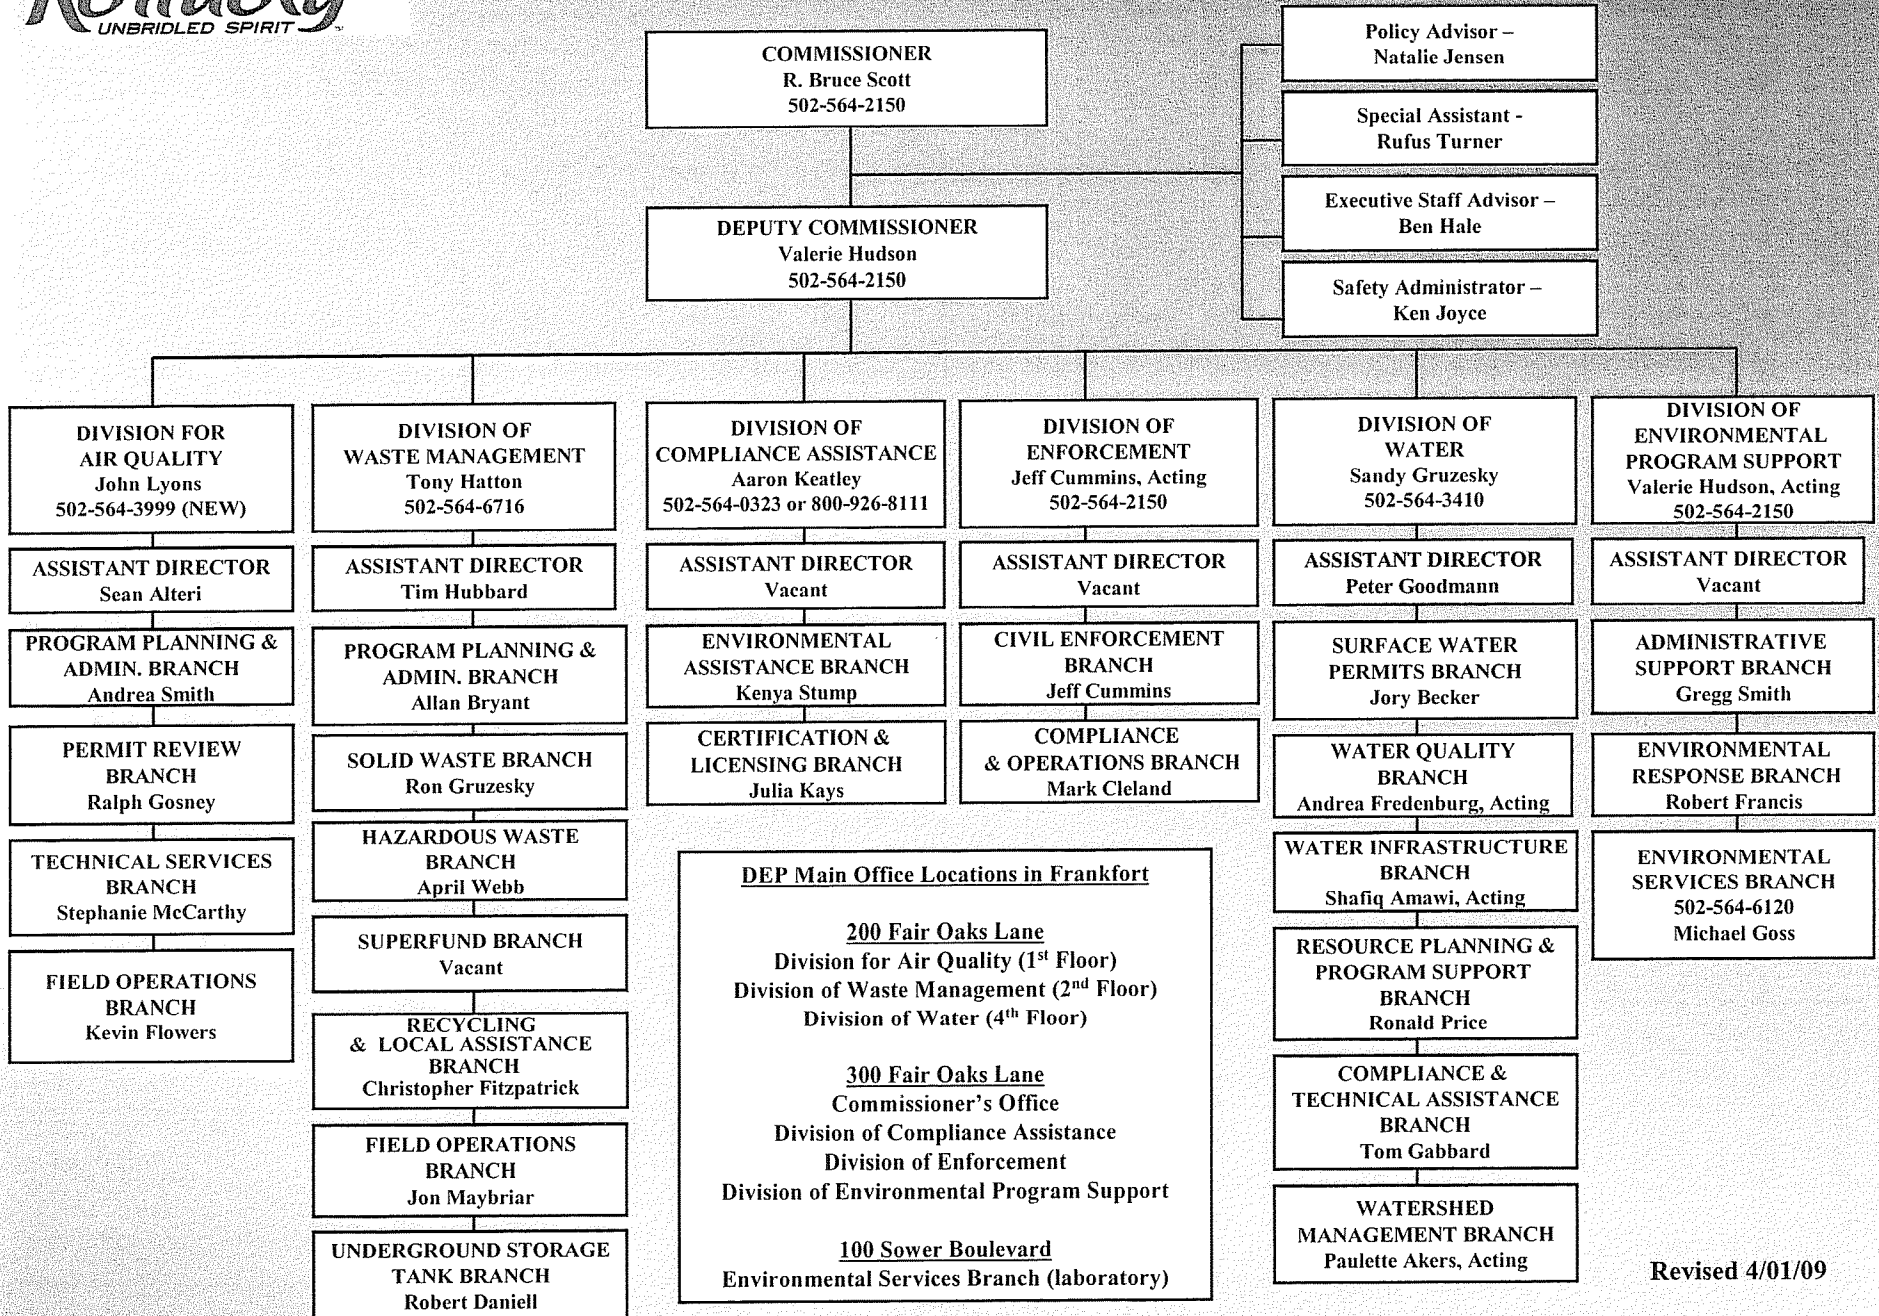 Kentucky
UNBRIDLED SPIRIT
COMMISSIONER
R. Bruce Scott
502-564-2150
Policy Advisor –
Natalie Jensen
Special Assistant -
Rufus Turner
Executive Staff Advisor –
Ben Hale
Safety Administrator –
Ken Joyce
DEPUTY COMMISSIONER
Valerie Hudson
502-564-2150
DIVISION FOR
AIR QUALITY
John Lyons
502-564-3999 (NEW)
ASSISTANT DIRECTOR
Sean Alteri
PROGRAM PLANNING &
ADMIN. BRANCH
Andrea Smith
PERMIT REVIEW
BRANCH
Ralph Gosney
TECHNICAL SERVICES
BRANCH
Stephanie McCarthy
FIELD OPERATIONS
BRANCH
Kevin Flowers
DIVISION OF
WASTE MANAGEMENT
Tony Hatton
502-564-6716
ASSISTANT DIRECTOR
Tim Hubbard
PROGRAM PLANNING &
ADMIN. BRANCH
Allan Bryant
SOLID WASTE BRANCH
Ron Gruzesky
HAZARDOUS WASTE
BRANCH
April Webb
SUPERFUND BRANCH
Vacant
RECYCLING
& LOCAL ASSISTANCE
BRANCH
Christopher Fitzpatrick
FIELD OPERATIONS
BRANCH
Jon Maybriar
UNDERGROUND STORAGE
TANK BRANCH
Robert Daniell
DIVISION OF
COMPLIANCE ASSISTANCE
Aaron Keatley
502-564-0323 or 800-926-8111
ASSISTANT DIRECTOR
Vacant
ENVIRONMENTAL
ASSISTANCE BRANCH
Kenya Stump
CERTIFICATION &
LICENSING BRANCH
Julia Kays
DIVISION OF
ENFORCEMENT
Jeff Cummins, Acting
502-564-2150
ASSISTANT DIRECTOR
Vacant
CIVIL ENFORCEMENT
BRANCH
Jeff Cummins
COMPLIANCE
& OPERATIONS BRANCH
Mark Cleland
DIVISION OF
WATER
Sandy Gruzesky
502-564-3410
ASSISTANT DIRECTOR
Peter Goodmann
SURFACE WATER
PERMITS BRANCH
Jory Becker
WATER QUALITY
BRANCH
Andrea Fredenburg, Acting
WATER INFRASTRUCTURE
BRANCH
Shafiq Amawi, Acting
RESOURCE PLANNING &
PROGRAM SUPPORT
BRANCH
Ronald Price
COMPLIANCE &
TECHNICAL ASSISTANCE
BRANCH
Tom Gabbard
WATERSHED
MANAGEMENT BRANCH
Paulette Akers, Acting
DIVISION OF
ENVIRONMENTAL
PROGRAM SUPPORT
Valerie Hudson, Acting
502-564-2150
ASSISTANT DIRECTOR
Vacant
ADMINISTRATIVE
SUPPORT BRANCH
Gregg Smith
ENVIRONMENTAL
RESPONSE BRANCH
Robert Francis
ENVIRONMENTAL
SERVICES BRANCH
502-564-6120
Michael Goss
DEP Main Office Locations in Frankfort
200 Fair Oaks Lane
Division for Air Quality (1st Floor)
Division of Waste Management (2nd Floor)
Division of Water (4th Floor)
300 Fair Oaks Lane
Commissioner's Office
Division of Compliance Assistance
Division of Enforcement
Division of Environmental Program Support
100 Sower Boulevard
Environmental Services Branch (laboratory)
Revised 4/01/09